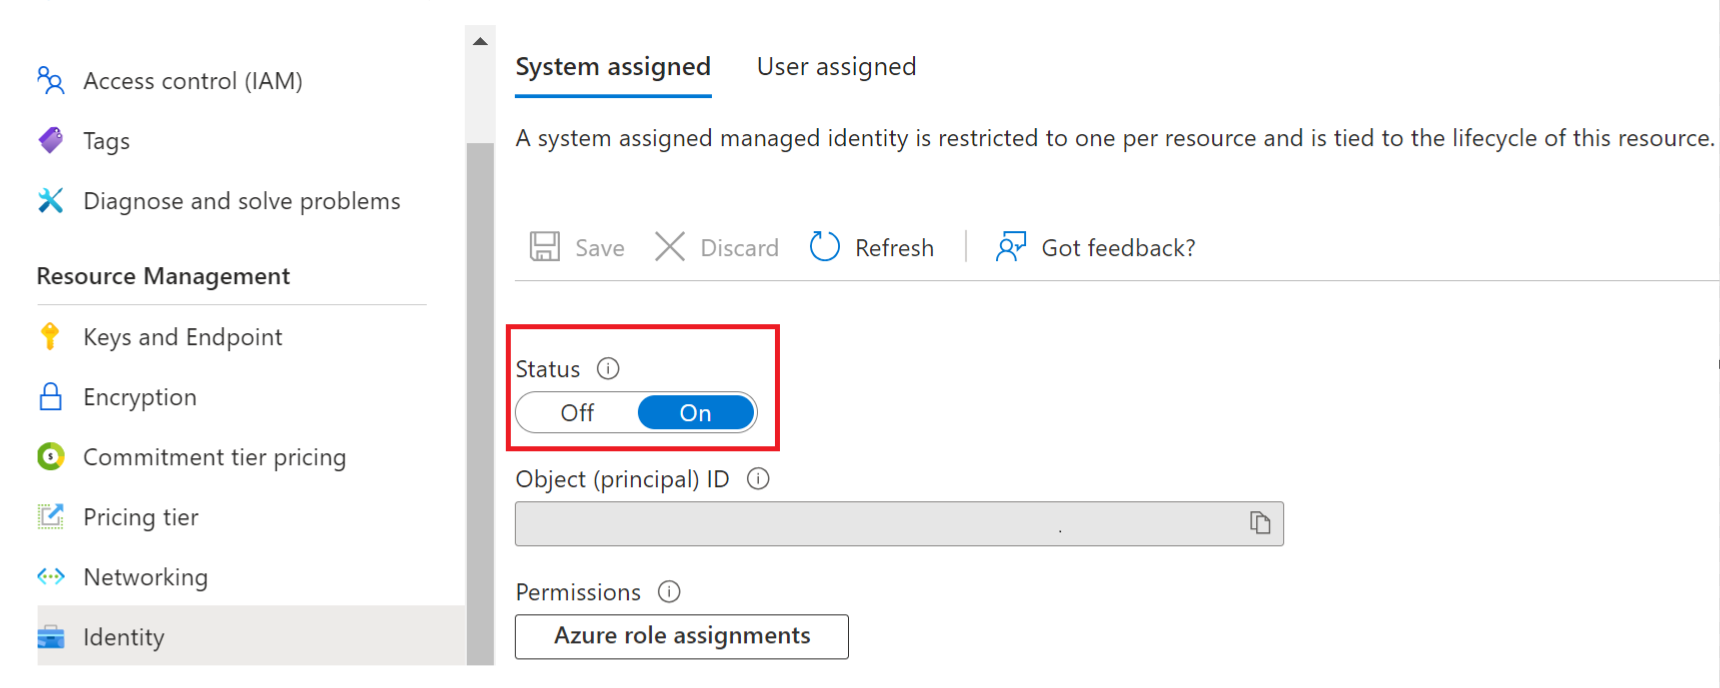 Access control (IAM)
Tags
Diagnose and solve problems
Resource Management
Keys and Endpoint
Encryption
Commitment tier pricing
Pricing tier
Networking
Identity
System assigned User assigned
A system assigned managed identity is restricted to one per resource and is tied to the lifecycle of this resource.
Save Discard Refresh Got feedback?
Status
Off On
Object (principal) ID
Permissions
Azure role assignments